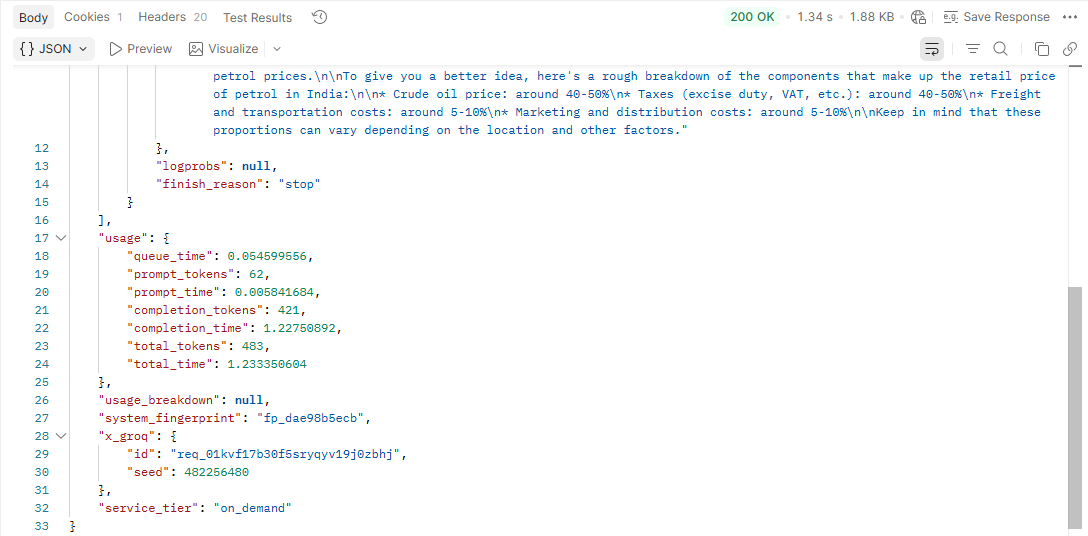 Body Cookies 1 Headers 20 Test Results 200 OK • 1.34 s • 1.88 KB • e.g. Save Response
{} JSON Preview Visualize
petrol prices.\n\nTo give you a better idea, here's a rough breakdown of the components that make up the retail price
of petrol in India:\n\n* Crude oil price: around 40-50%\n* Taxes (excise duty, VAT, etc.): around 40-50%\n* Freight
and transportation costs: around 5-10%\n* Marketing and distribution costs: around 5-10%\n\nKeep in mind that these
proportions can vary depending on the location and other factors."
12 },
13 "logprobs": null,
14 "finish_reason": "stop"
15 }
16 ],
17 "usage": {
18 "queue_time": 0.054599556,
19 "prompt_tokens": 62,
20 "prompt_time": 0.005841684,
21 "completion_tokens": 421,
22 "completion_time": 1.22750892,
23 "total_tokens": 483,
24 "total_time": 1.233350604
25 },
26 "usage_breakdown": null,
27 "system_fingerprint": "fp_dae98b5ecb",
28 "x_groq": {
29 "id": "req_01kvf17b30f5sryqyv19j0zbhj",
30 "seed": 482256480
31 },
32 "service_tier": "on_demand"
33 }